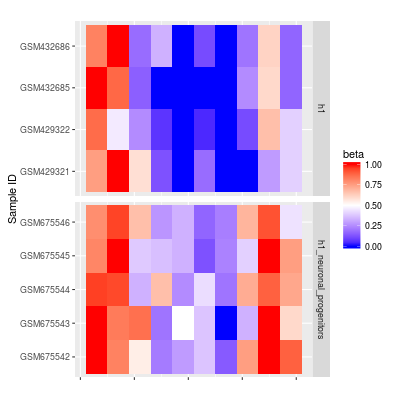 GSM432686
GSM432685
GSM429322
GSM429321
h1
GSM675546
GSM675545
GSM675544
GSM675543
GSM675542
h1_neuronal_progenitors
Sample ID
beta
1.00
0.75
0.50
0.25
0.00